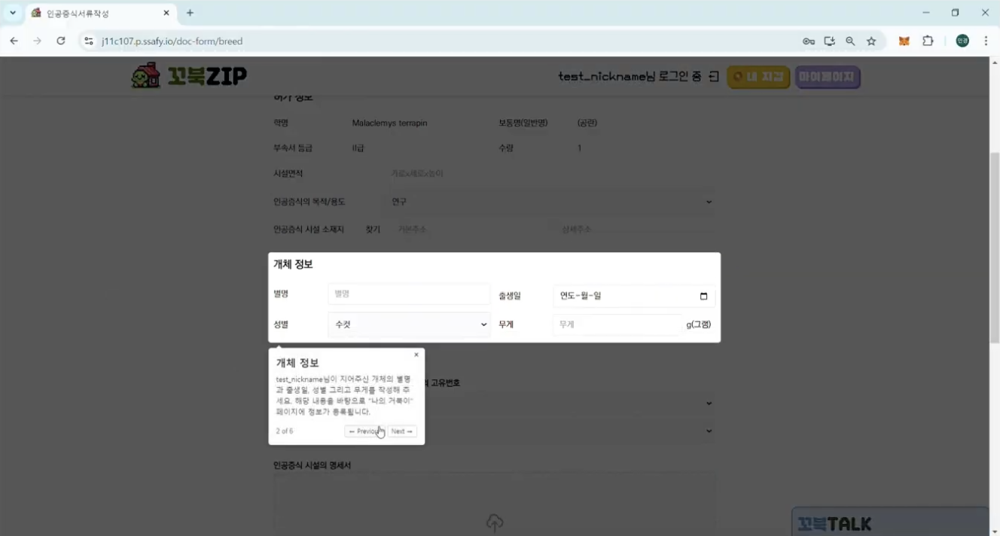 인공증식서류작성
j11c107.p.ssafy.io/doc-form/breed
민경
꼬북ZIP
test_nickname님 로그인 중
내 지갑
마이페이지
허가 정보
학명 Malaclemys terrapin 보통명(일반명) (공란)
부속서 등급 II급 수량 1
시설면적 가로x세로x높이
인공증식의 목적/용도 연구
인공증식 시설 소재지 찾기 기본주소 상세주소
개체 정보
별명 별명 출생일 연도-월-일
성별 수컷 무게 무게 g(그램)
개체 정보
test_nickname님이 지어주신 개체의 별명
과 출생일, 성별 그리고 무게를 작성해 주
세요. 해당 내용을 바탕으로 "나의 거북이"
페이지에 정보가 등록됩니다.
2 of 6 ← Previous Next →
고유번호
인공증식 시설의 명세서
꼬북TALK